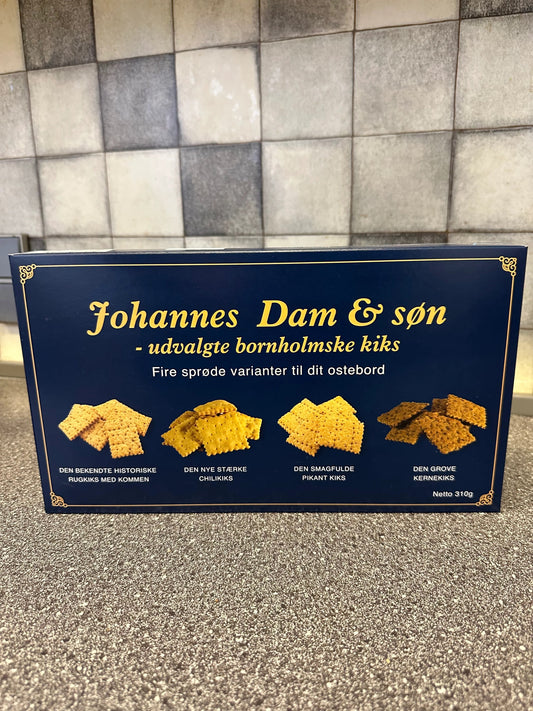 Johannes Dam & søn
- udvalgte bornholmske kiks
Fire sprøde varianter til dit ostebord
DEN BEKENDTE HISTORISKE
RUGKIKS MED KOMMEN
DEN NYE STÆRKE
CHILIKIKS
DEN SMAGFULDE
PIKANT KIKS
DEN GROVE
KERNEKIKS
Netto 310g